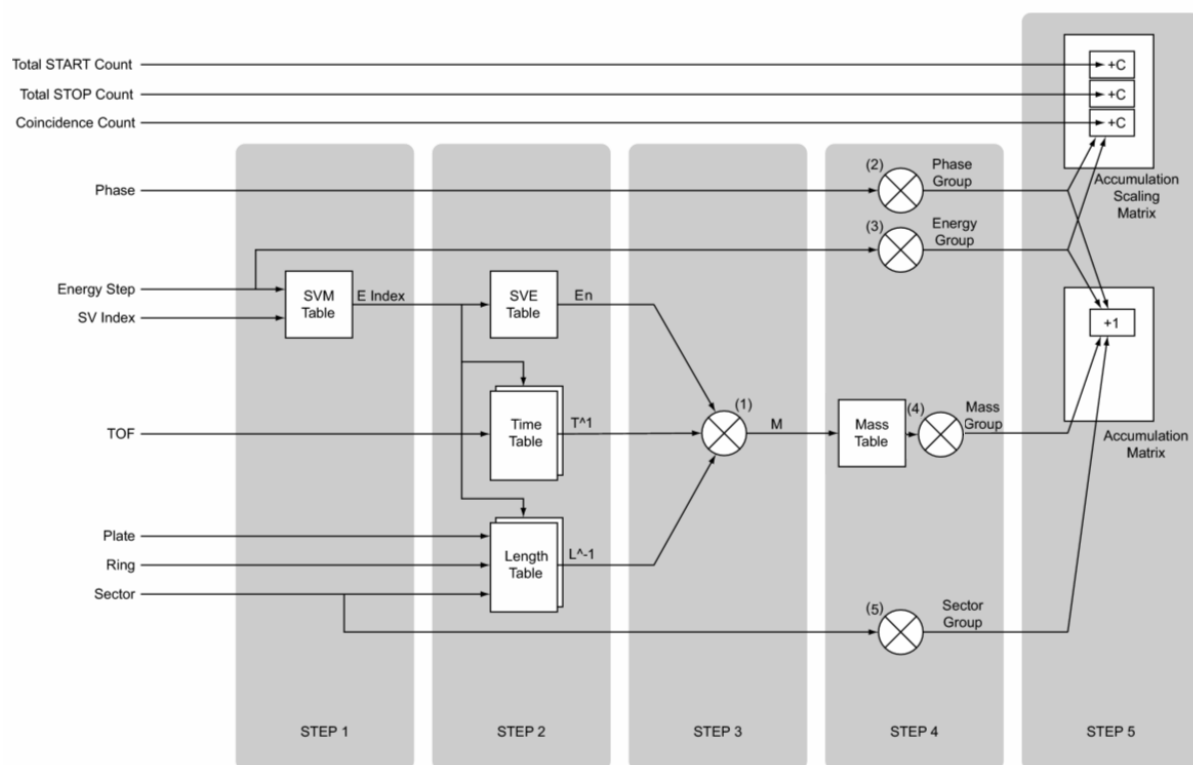 Total START Count
+C
Total STOP Count
+C
Coincidence Count
+C
(2)
Phase
Group
Phase
Accumulation
Scaling
Matrix
(3)
Energy
Group
Energy Step
SVM
Table
E Index
SVE
Table
En
SV Index
+1
TOF
Time
Table
T^1
(1)
M
Mass
Table
(4)
Mass
Group
Accumulation
Matrix
Plate
Ring
Sector
Length
Table
L^-1
(5)
Sector
Group
STEP 1
STEP 2
STEP 3
STEP 4
STEP 5